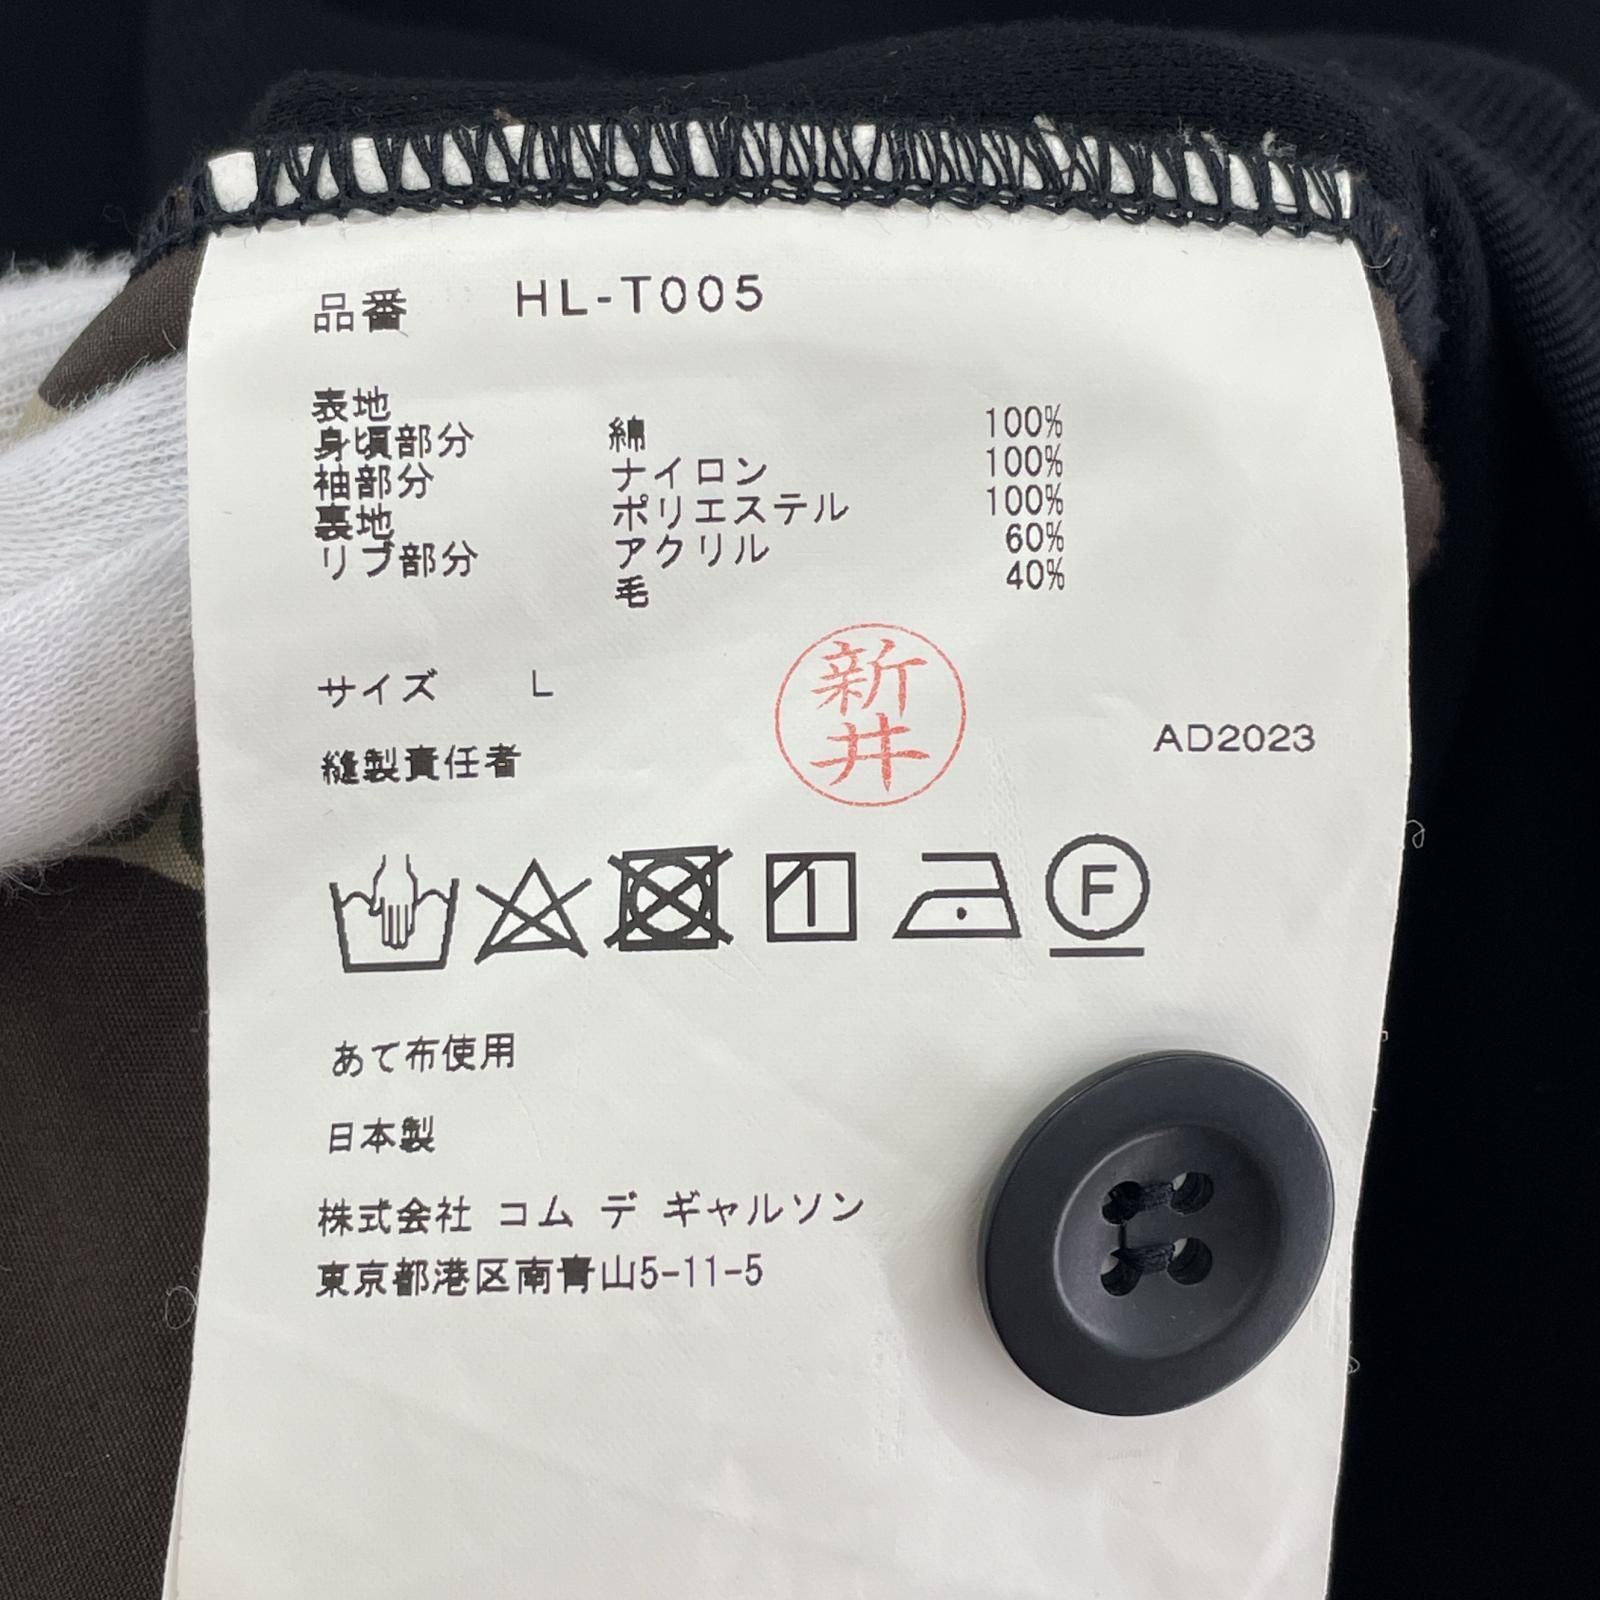 品番 HL-T005
表地
身頃部分 綿 100%
袖部分 ナイロン 100%
裏地 ポリエステル 100%
リブ部分 アクリル 60%
毛 40%
サイズ L
新井
縫製責任者
AD2023
F
あて布使用
日本製
株式会社 コム デ ギャルソン
東京都港区南青山5-11-5